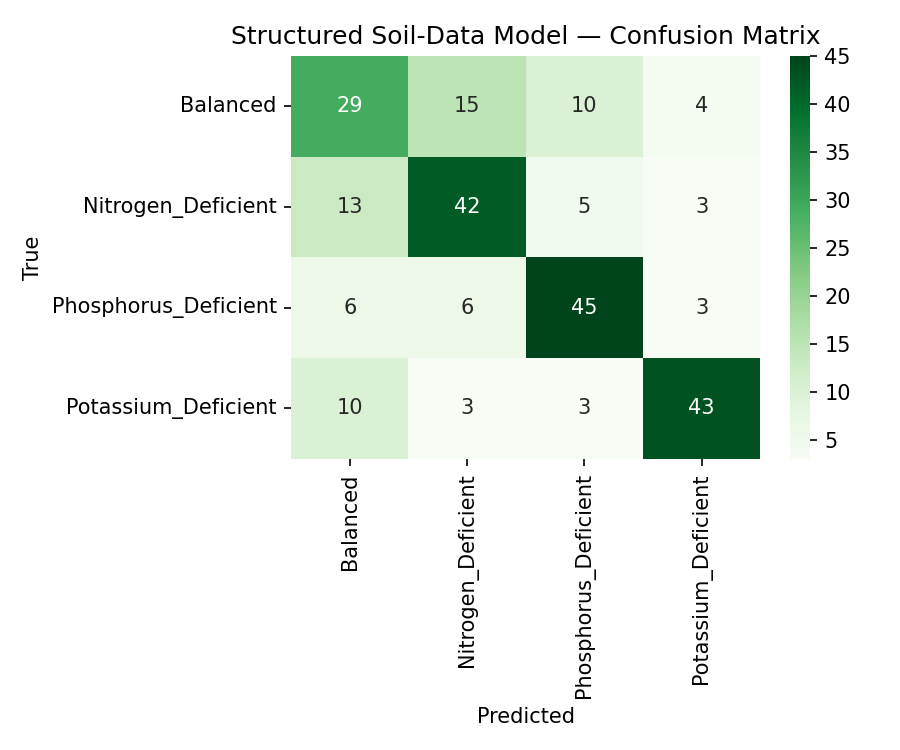 Structured Soil-Data Model — Confusion Matrix
True
Balanced 29 15 10 4
Nitrogen_Deficient 13 42 5 3
Phosphorus_Deficient 6 6 45 3
Potassium_Deficient 10 3 3 43
Balanced
Nitrogen_Deficient
Phosphorus_Deficient
Potassium_Deficient
Predicted
45
40
35
30
25
20
15
10
5